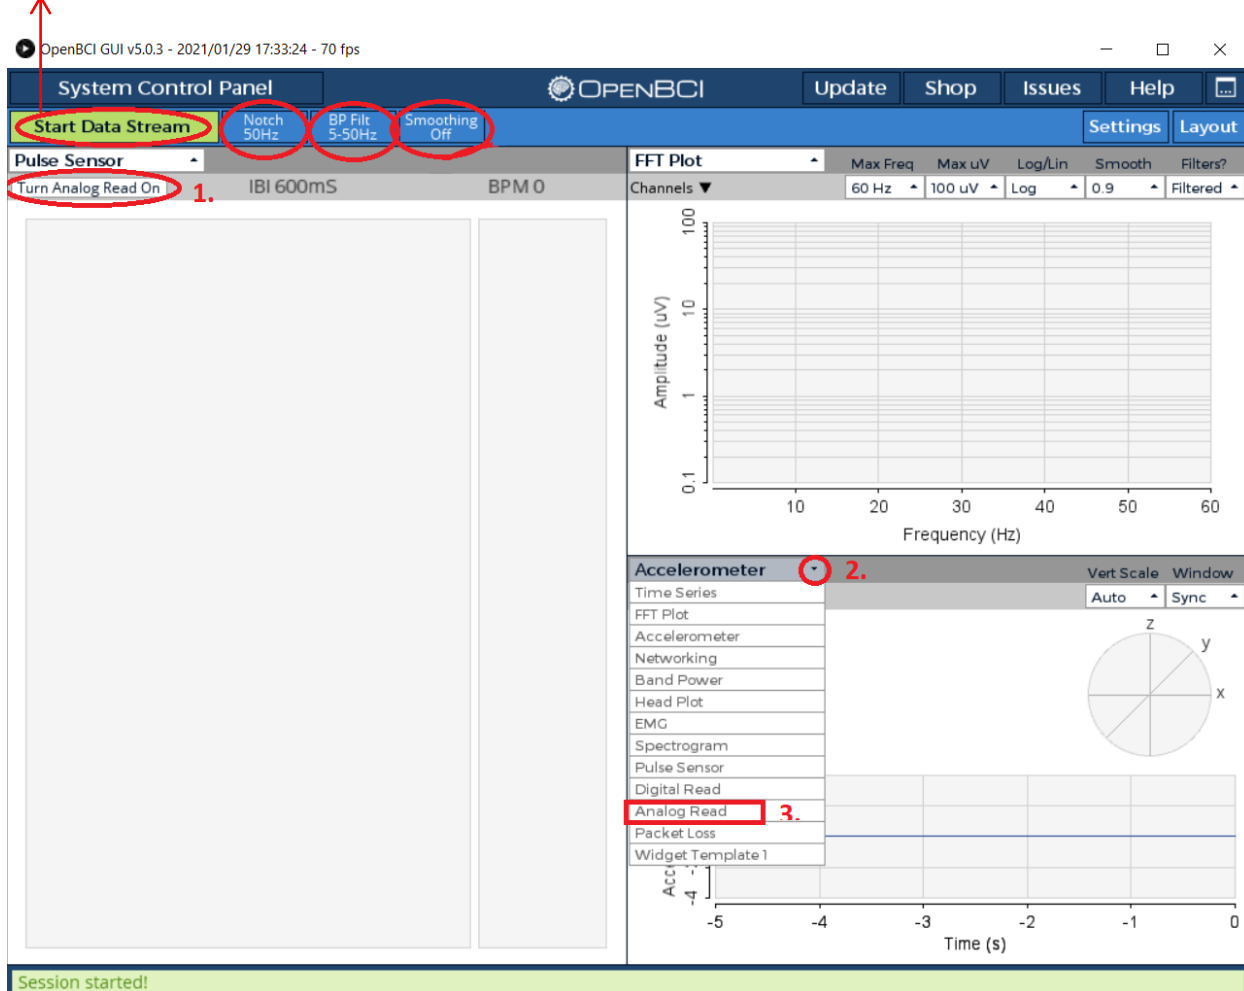 OpenBCI GUI v5.0.3 - 2021/01/29 17:33:24 - 70 fps
System Control Panel
OPENBCI
Update
Shop
Issues
Help
...
Start Data Stream
Notch
50Hz
BP Filt
5-50Hz
Smoothing
Off
Settings
Layout
Pulse Sensor
Turn Analog Read On
1.
IBI 600mS
BPM 0
FFT Plot
Max Freq
Max uV
Log/Lin
Smooth
Filters?
Channels ▼
60 Hz
100 uV
Log
0.9
Filtered
100
10
1
0.1
Amplitude (uV)
10 20 30 40 50 60
Frequency (Hz)
Accelerometer
2.
Vert Scale
Window
Auto
Sync
Time Series
FFT Plot
Accelerometer
Networking
Band Power
Head Plot
EMG
Spectrogram
Pulse Sensor
Digital Read
Analog Read
3.
Packet Loss
Widget Template 1
z
y
x
Acc
-4
-5 -4 -3 -2 -1 0
Time (s)
Session started!